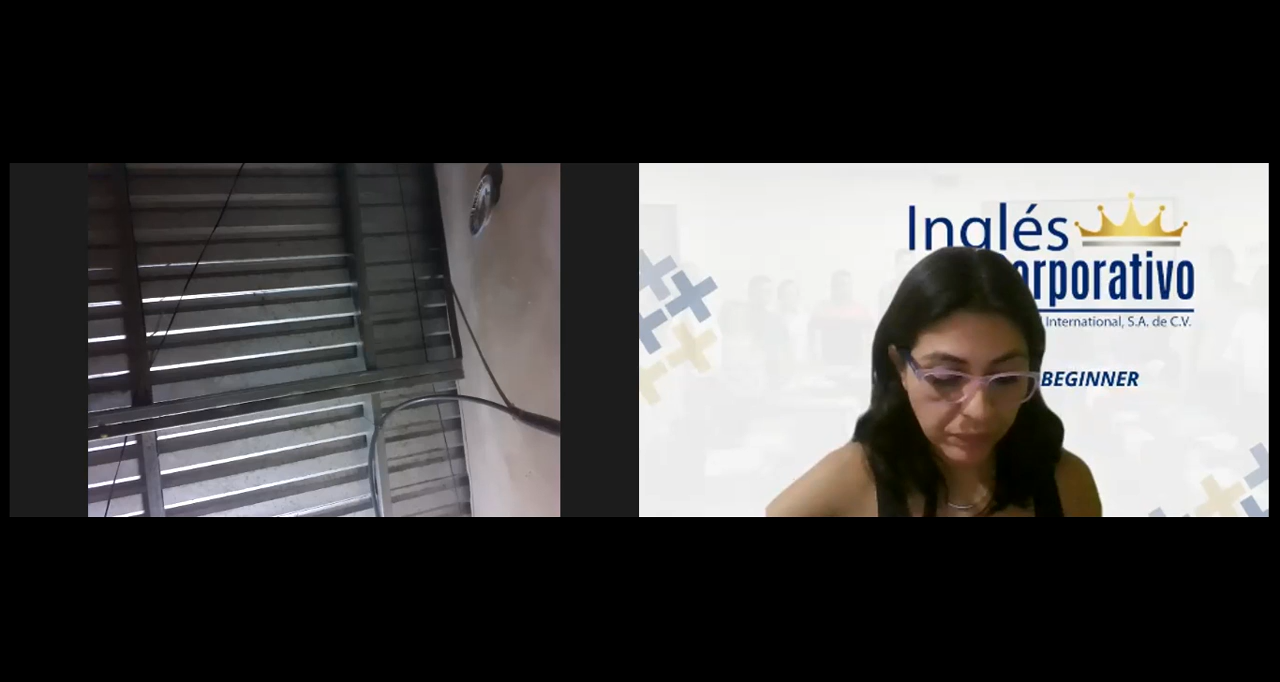 Inglés
orporativo
l International, S.A. de C.V.
BEGINNER